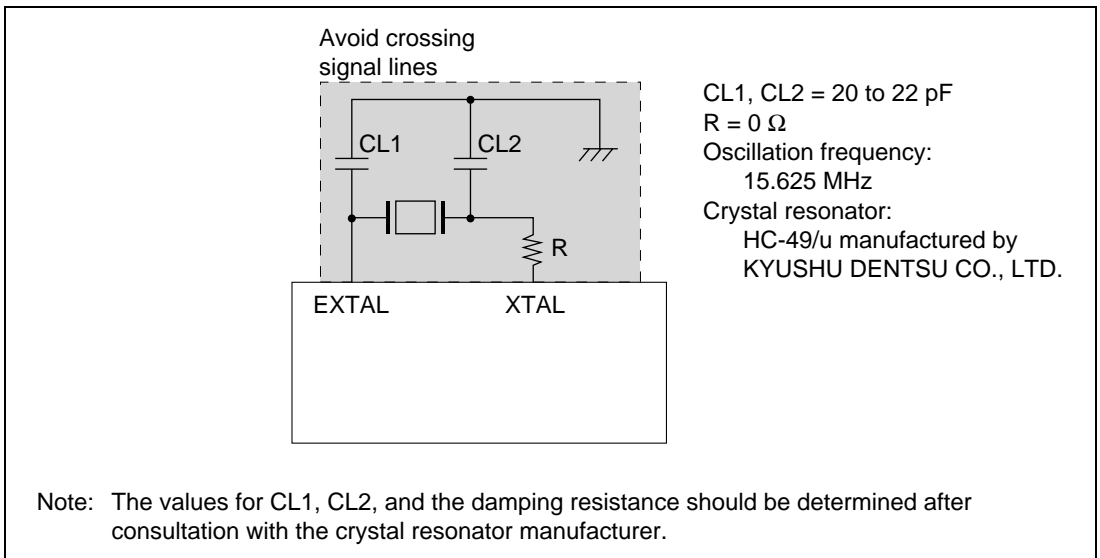 Avoid crossing
signal lines
CL1
CL2
R
EXTAL
XTAL
CL1, CL2 = 20 to 22 pF
R = 0 Ω
Oscillation frequency:
15.625 MHz
Crystal resonator:
HC-49/u manufactured by
KYUSHU DENTSU CO., LTD.
Note: The values for CL1, CL2, and the damping resistance should be determined after
consultation with the crystal resonator manufacturer.